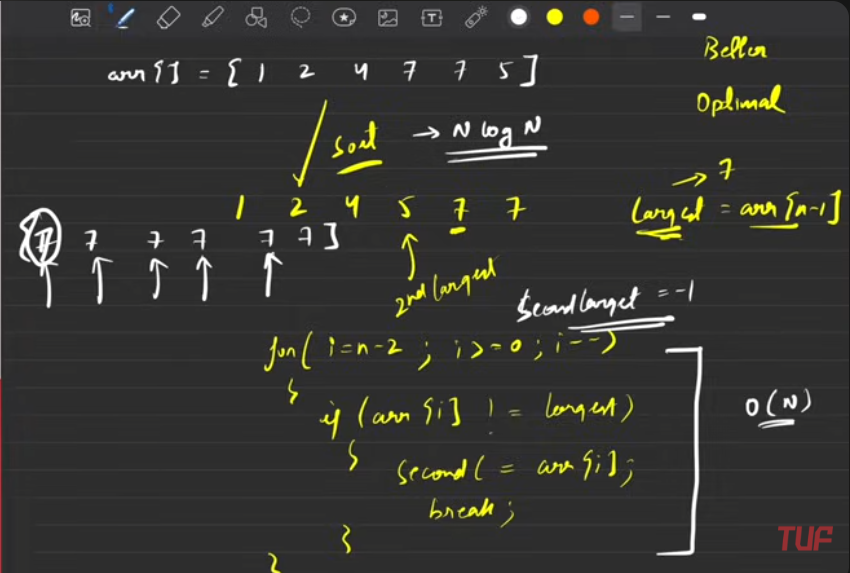 arr[] = [ 1 2 4 7 7 5 ]
Better
Optimal
sort → N log N
→ 7
largest = arr[n-1]
1 2 4 5 7 7
[ 7 7 7 7 7 7 ]
2nd largest
Second largest = -1
for( i=n-2 ; i>=0 ; i--)
{
if (arr[i] != largest)
{
second l = arr[i];
break;
}
}
O(N)
TUF